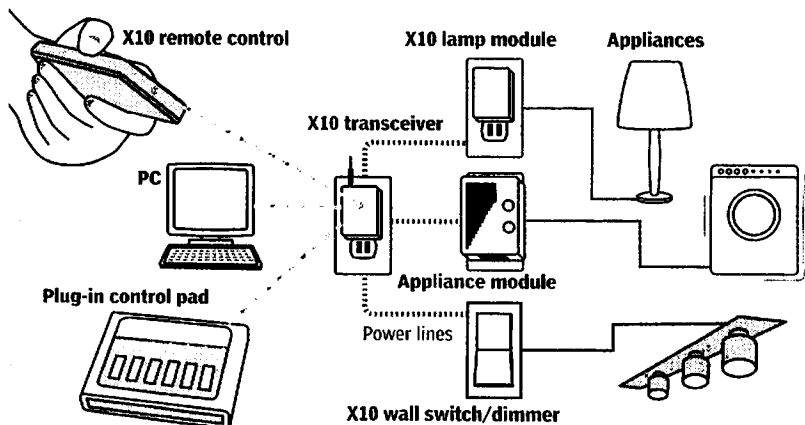 X10 remote control
X10 lamp module
Appliances
X10 transceiver
PC
Appliance module
Plug-in control pad
Power lines
X10 wall switch/dimmer